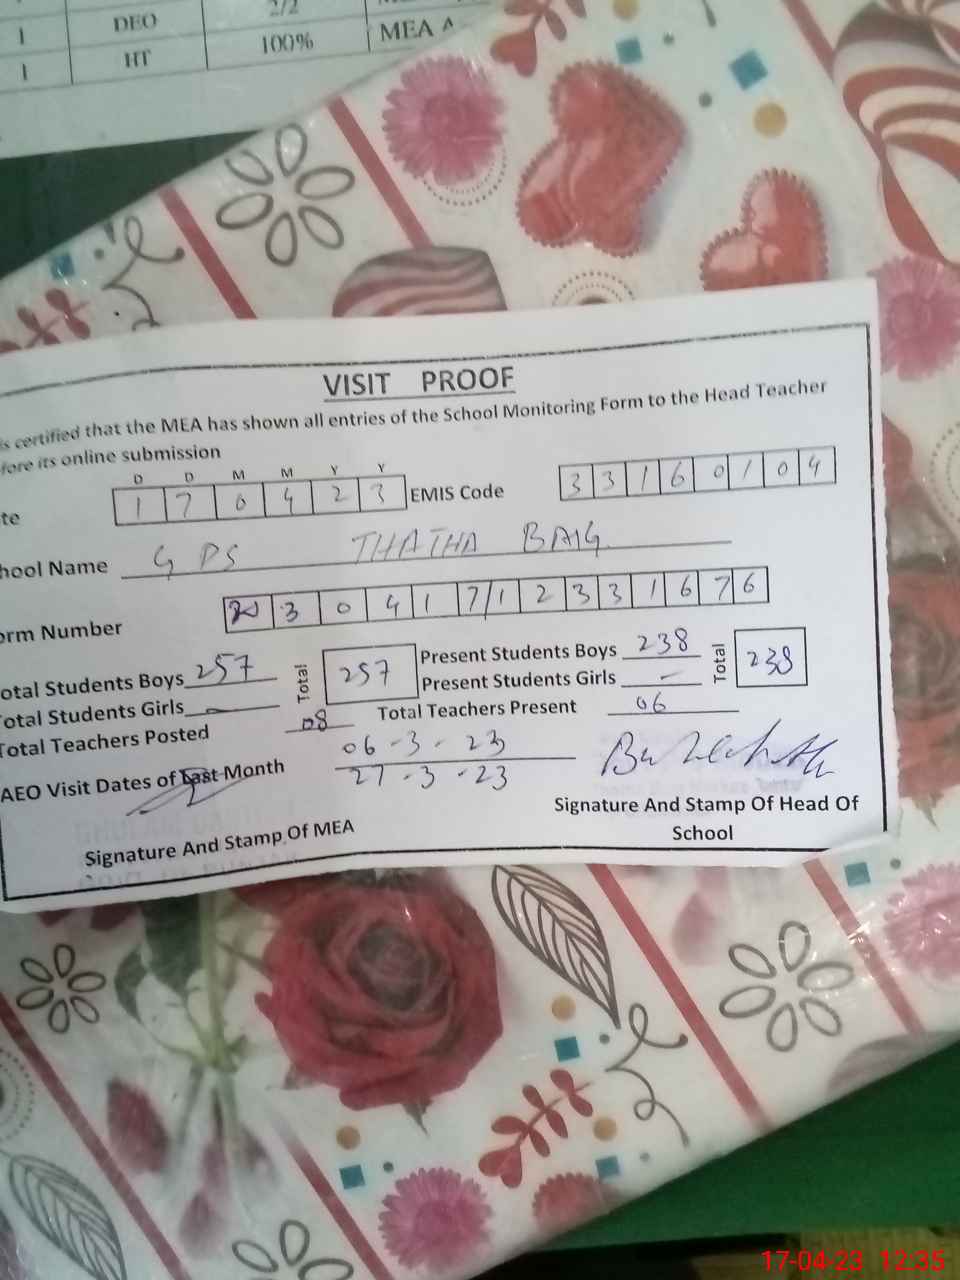 1 DEO 2/2
1 HT 100% MEA A
VISIT PROOF
is certified that the MEA has shown all entries of the School Monitoring Form to the Head Teacher
fore its online submission
D D M M Y Y
te 1 7 0 4 2 3 EMIS Code 3 3 1 6 0 1 0 4
hool Name GPS THATHA BAIG
orm Number 3 0 4 1 7/1 2 3 3 1 6 7 6
otal Students Boys 257 Total 257 Present Students Boys 238 Total 238
otal Students Girls - Present Students Girls -
Total Teachers Posted 08 Total Teachers Present 06
AEO Visit Dates of Last Month 06-3-23
27-3-23
Signature And Stamp Of MEA
Signature And Stamp Of Head Of
School
17-04-23 12:35